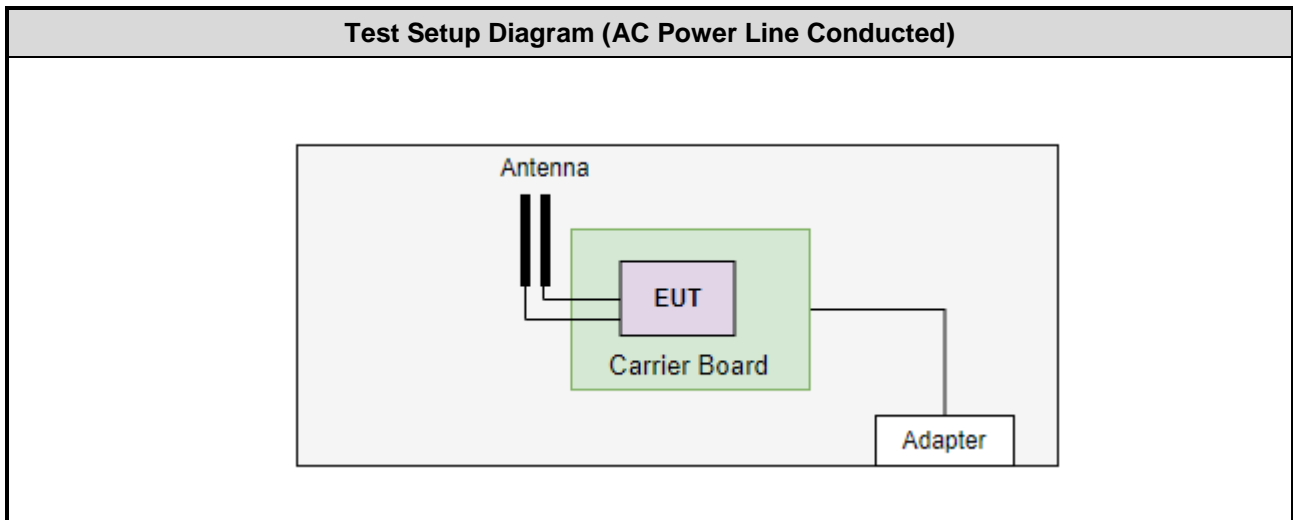 Test Setup Diagram (AC Power Line Conducted)
Antenna
EUT
Carrier Board
Adapter